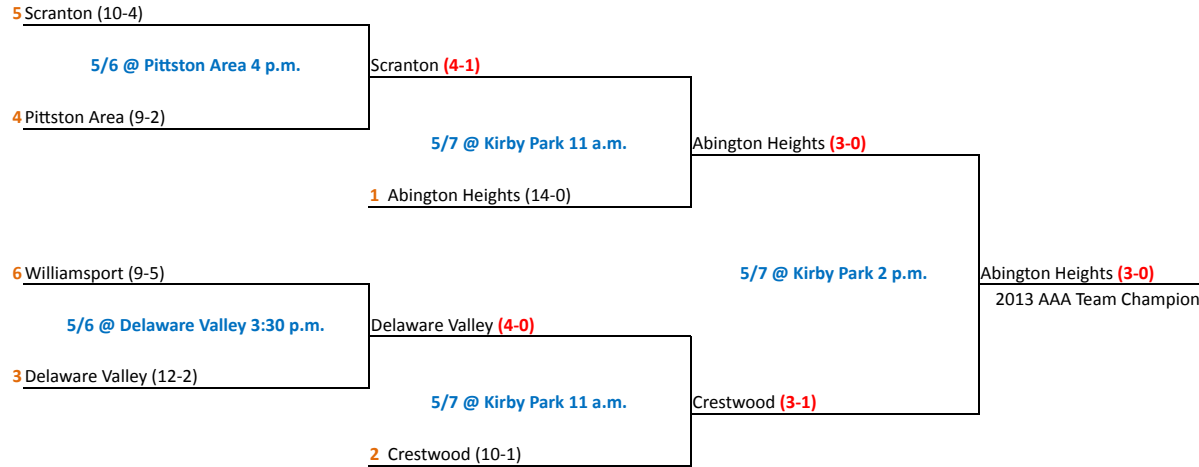 5 Scranton (10-4)
5/6 @ Pittston Area 4 p.m.
Scranton (4-1)
4 Pittston Area (9-2)
5/7 @ Kirby Park 11 a.m.
Abington Heights (3-0)
1 Abington Heights (14-0)
6 Williamsport (9-5)
5/7 @ Kirby Park 2 p.m.
Abington Heights (3-0)
2013 AAA Team Champion
5/6 @ Delaware Valley 3:30 p.m.
Delaware Valley (4-0)
3 Delaware Valley (12-2)
5/7 @ Kirby Park 11 a.m.
Crestwood (3-1)
2 Crestwood (10-1)